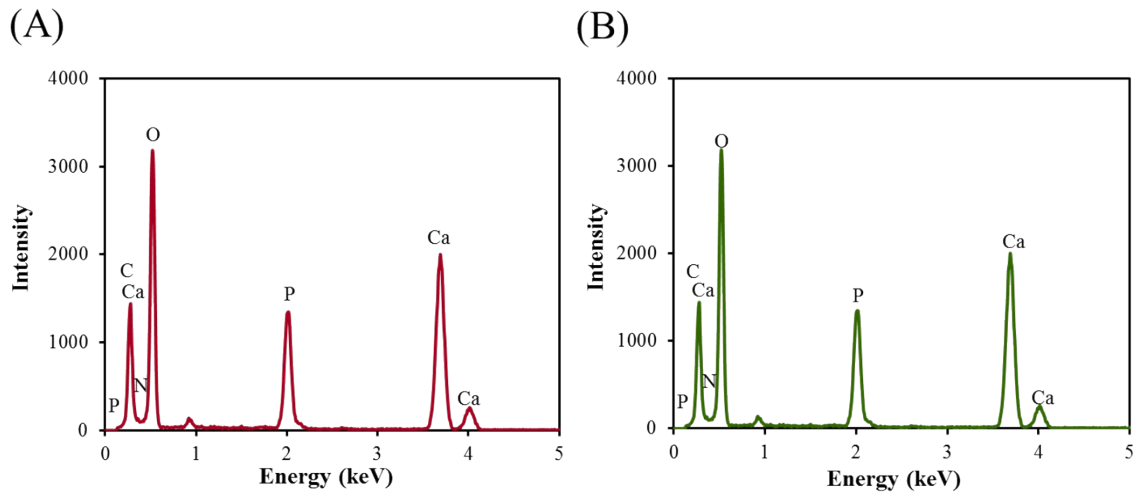 (A)
4000
3000
2000
1000
0
Intensity
O
C
Ca
P
N
P
Ca
Ca
0 1 2 3 4 5
Energy (keV)
(B)
4000
3000
2000
1000
0
Intensity
O
C
Ca
P
N
P
Ca
Ca
0 1 2 3 4 5
Energy (keV)